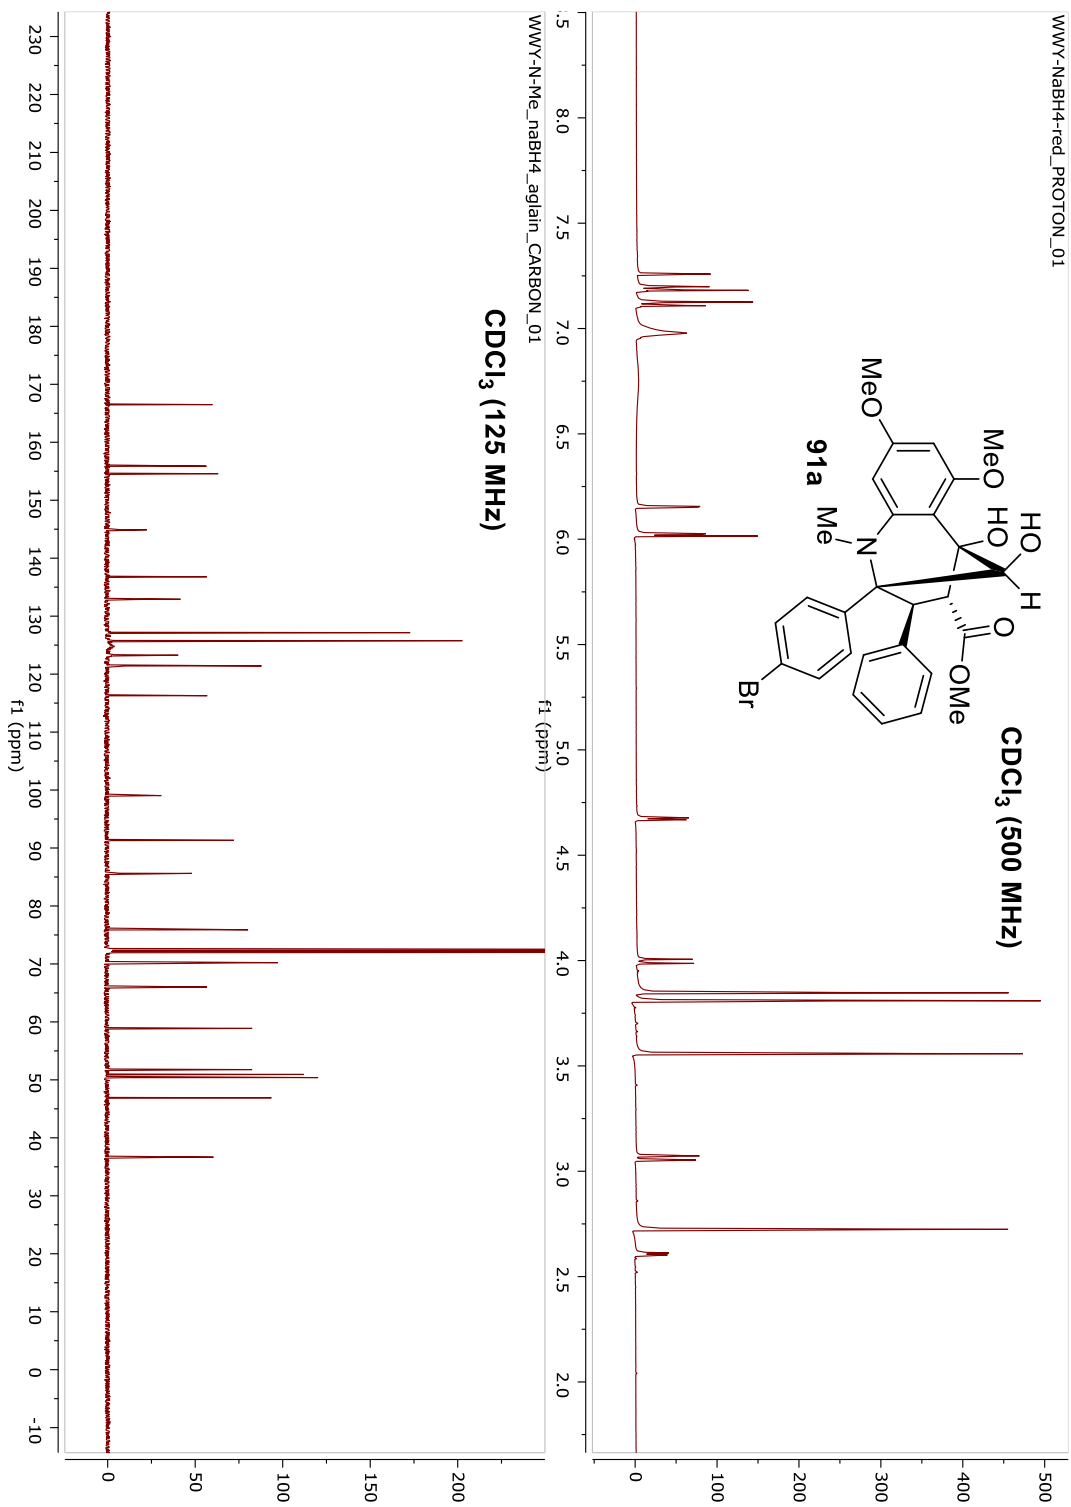 WWY-NaBH4-red_PROTON_01
CDCl3 (500 MHz)
HO
H
HO
MeO
O
OMe
MeO
N
Me
91a
Br
500
400
300
200
100
0
.5
8.0
7.5
7.0
6.5
6.0
5.5
5.0
4.5
4.0
3.5
3.0
2.5
2.0
f1 (ppm)
WWY-N-Me_naBH4_aglain_CARBON_01
CDCl3 (125 MHz)
200
150
100
50
0
230
220
210
200
190
180
170
160
150
140
130
120
110
100
90
80
70
60
50
40
30
20
10
0
-10
f1 (ppm)